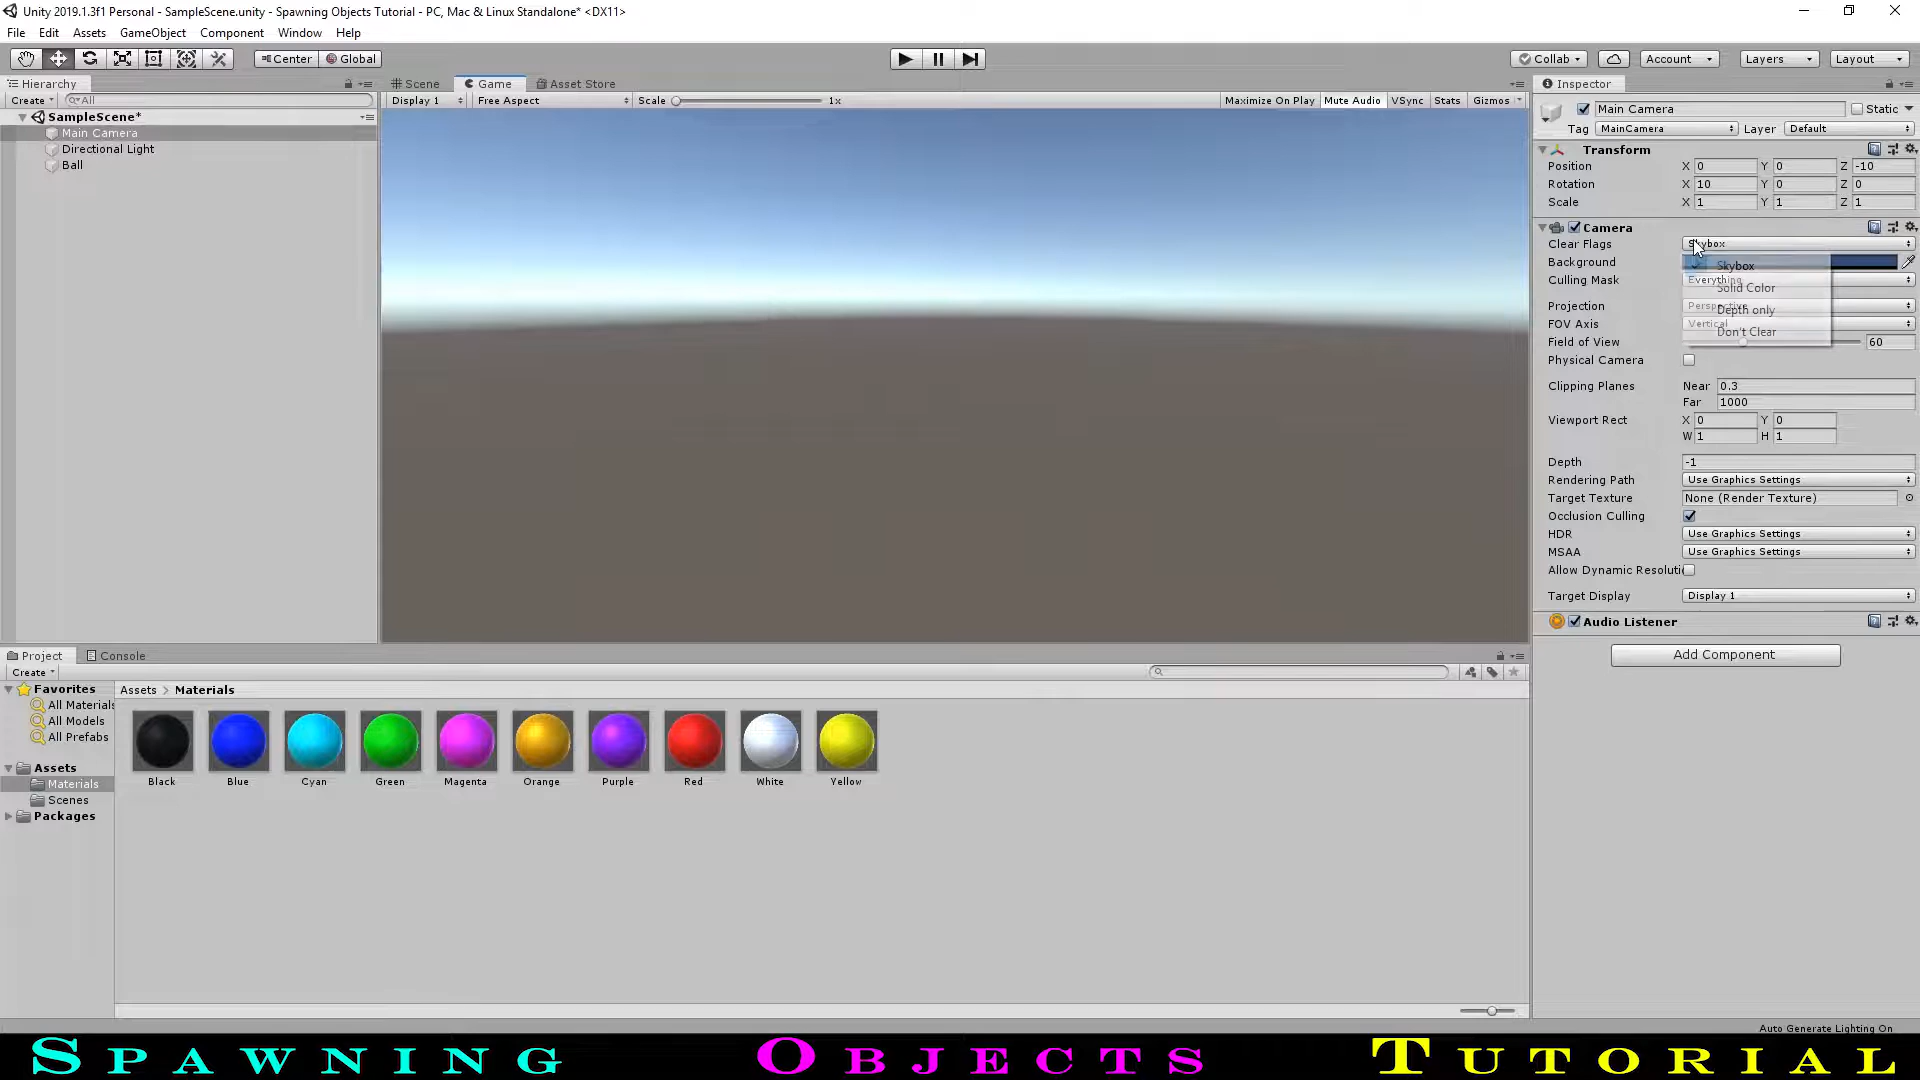 Unity 2019.1.3f1 Personal - SampleScene.unity - Spawning Objects Tutorial - PC, Mac & Linux Standalone* <DX11>
File Edit Assets GameObject Component Window Help
Center Global Collab Account Layers Layout
Hierarchy
Create All
SampleScene*
Main Camera
Directional Light
Ball
Scene Game Asset Store
Display 1 Free Aspect Scale 1x Maximize On Play Mute Audio VSync Stats Gizmos
Inspector
Main Camera Static
Tag MainCamera Layer Default
Transform
Position X 0 Y 0 Z -10
Rotation X 10 Y 0 Z 0
Scale X 1 Y 1 Z 1
Camera
Clear Flags Skybox
Background
Culling Mask Everything
Projection Perspective
FOV Axis Vertical
Field of View 60
Skybox
Solid Color
Depth only
Don't Clear
Physical Camera
Clipping Planes Near 0.3
Far 1000
Viewport Rect X 0 Y 0
W 1 H 1
Depth -1
Rendering Path Use Graphics Settings
Target Texture None (Render Texture)
Occlusion Culling
HDR Use Graphics Settings
MSAA Use Graphics Settings
Allow Dynamic Resoluti
Target Display Display 1
Audio Listener
Add Component
Project Console
Create
Favorites
All Materials
All Models
All Prefabs
Assets
Materials
Scenes
Packages
Assets > Materials
Black Blue Cyan Green Magenta Orange Purple Red White Yellow
Auto Generate Lighting On
SPAWNING OBJECTS TUTORIAL